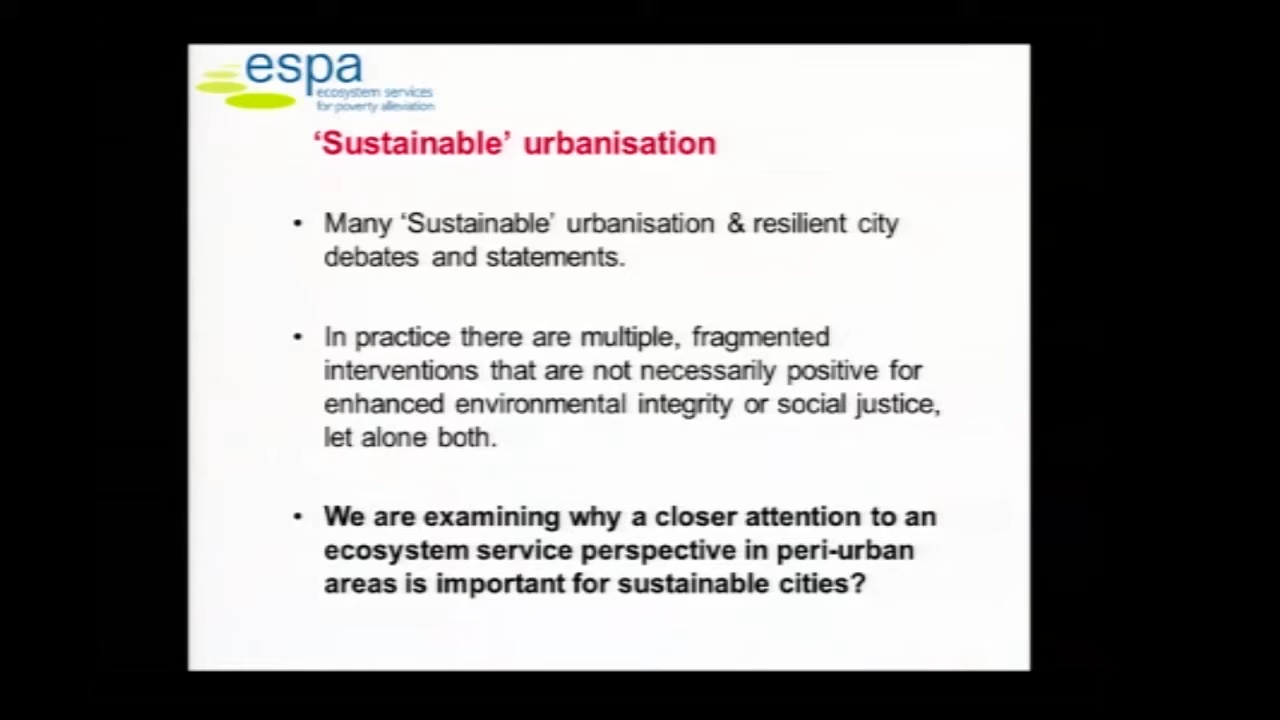 espa
ecosystem services
for poverty alleviation
‘Sustainable’ urbanisation
• Many ‘Sustainable’ urbanisation & resilient city
debates and statements.
• In practice there are multiple, fragmented
interventions that are not necessarily positive for
enhanced environmental integrity or social justice,
let alone both.
• We are examining why a closer attention to an
ecosystem service perspective in peri-urban
areas is important for sustainable cities?